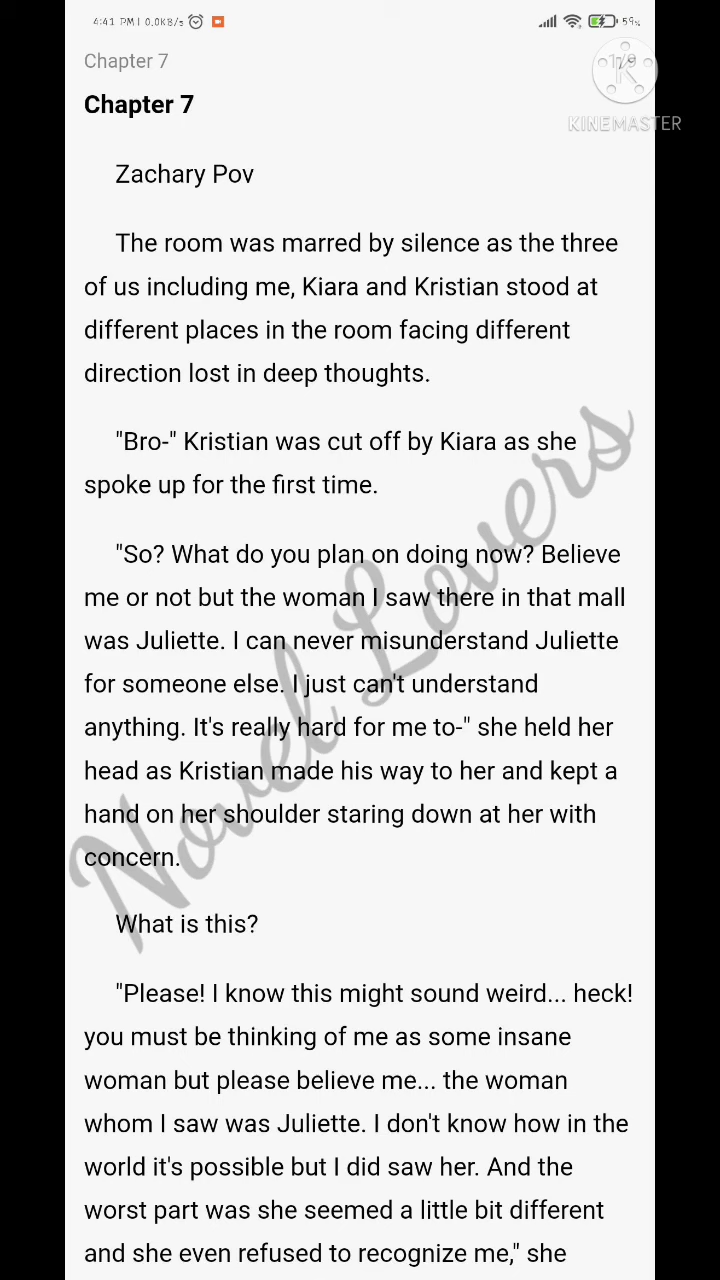 4:41 PM | 0.0KB/s
59%
Chapter 7
KINEMASTER
Chapter 7
Zachary Pov
The room was marred by silence as the three
of us including me, Kiara and Kristian stood at
different places in the room facing different
direction lost in deep thoughts.
"Bro-" Kristian was cut off by Kiara as she
spoke up for the first time.
"So? What do you plan on doing now? Believe
me or not but the woman I saw there in that mall
was Juliette. I can never misunderstand Juliette
for someone else. I just can't understand
anything. It's really hard for me to-" she held her
head as Kristian made his way to her and kept a
hand on her shoulder staring down at her with
concern.
Novel Lovers
What is this?
"Please! I know this might sound weird... heck!
you must be thinking of me as some insane
woman but please believe me... the woman
whom I saw was Juliette. I don't know how in the
world it's possible but I did saw her. And the
worst part was she seemed a little bit different
and she even refused to recognize me," she